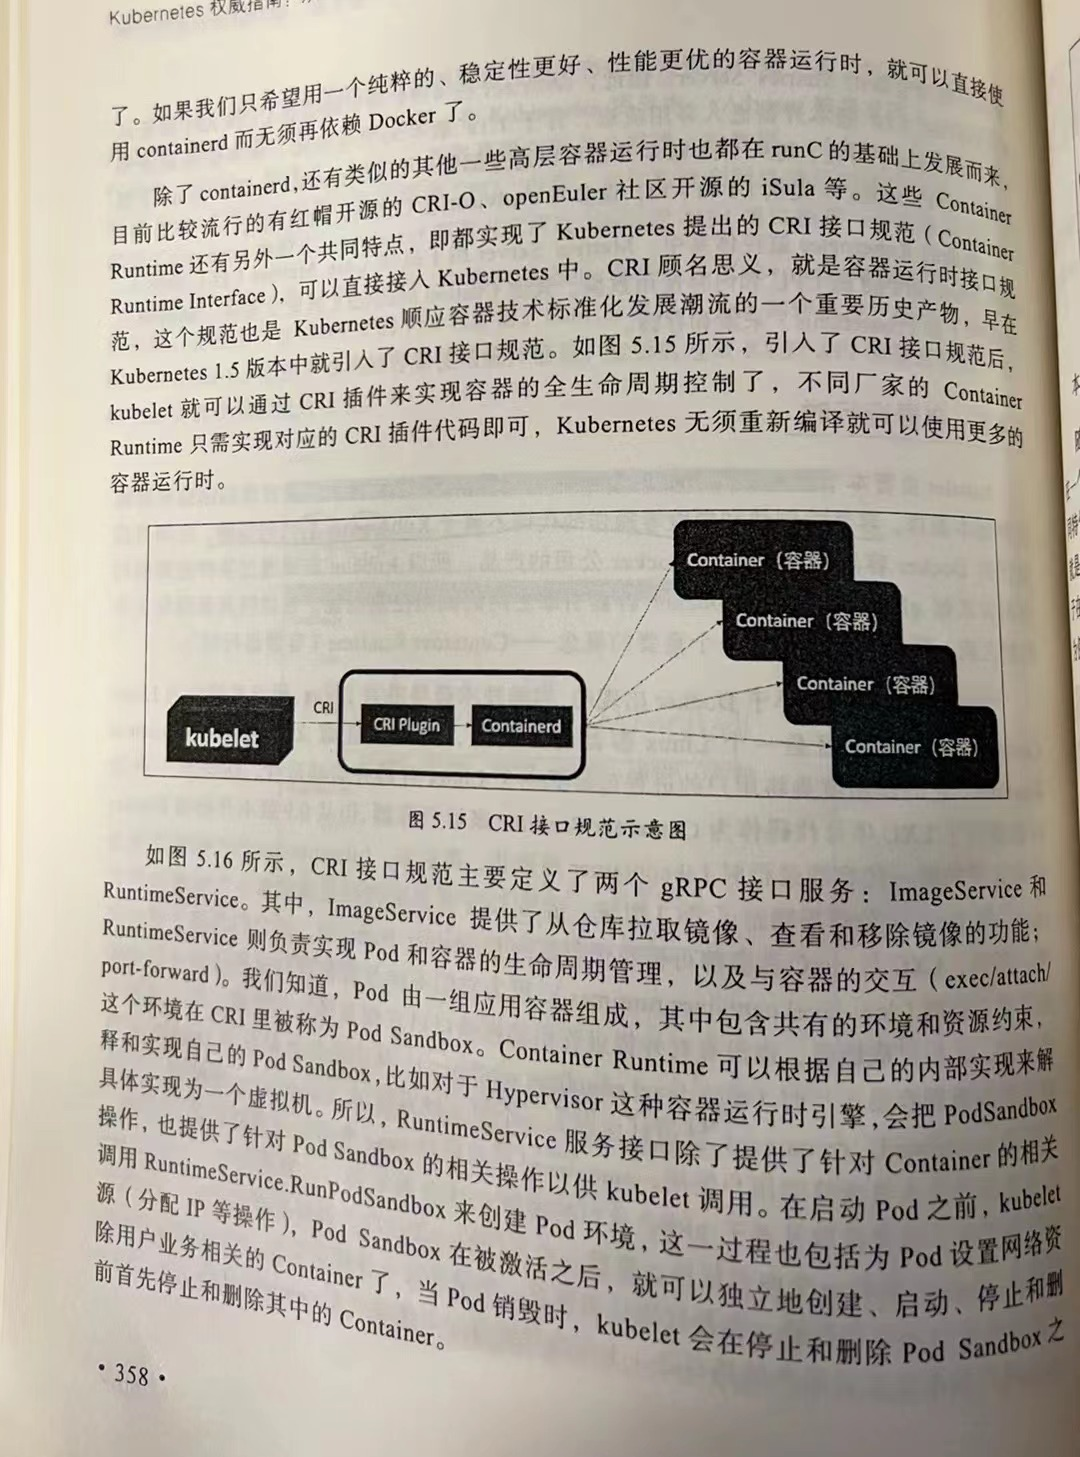 Kubernetes 权威指南：
了。如果我们只希望用一个纯粹的、稳定性更好、性能更优的容器运行时，就可以直接使
用 containerd 而无须再依赖 Docker 了。
除了 containerd,还有类似的其他一些高层容器运行时也都在 runC 的基础上发展而来，
目前比较流行的有红帽开源的 CRI-O、openEuler 社区开源的 iSula 等。这些 Container
Runtime 还有另外一个共同特点，即都实现了 Kubernetes 提出的 CRI 接口规范（Container
Runtime Interface），可以直接接入 Kubernetes 中。CRI 顾名思义，就是容器运行时接口规
范，这个规范也是 Kubernetes 顺应容器技术标准化发展潮流的一个重要历史产物，早在
Kubernetes 1.5 版本中就引入了 CRI 接口规范。如图 5.15 所示，引入了 CRI 接口规范后，
kubelet 就可以通过 CRI 插件来实现容器的全生命周期控制了，不同厂家的 Container
Runtime 只需实现对应的 CRI 插件代码即可，Kubernetes 无须重新编译就可以使用更多的
容器运行时。
Container（容器）
Container（容器）
Container（容器）
Container（容器）
kubelet
CRI
CRI Plugin
Containerd
图 5.15 CRI 接口规范示意图
如图 5.16 所示，CRI 接口规范主要定义了两个 gRPC 接口服务：ImageService 和
RuntimeService。其中，ImageService 提供了从仓库拉取镜像、查看和移除镜像的功能；
RuntimeService 则负责实现 Pod 和容器的生命周期管理，以及与容器的交互（exec/attach/
port-forward）。我们知道，Pod 由一组应用容器组成，其中包含共有的环境和资源约束，
这个环境在 CRI 里被称为 Pod Sandbox。Container Runtime 可以根据自己的内部实现来解
释和实现自己的 Pod Sandbox,比如对于 Hypervisor 这种容器运行时引擎,会把 PodSandbox
具体实现为一个虚拟机。所以，RuntimeService 服务接口除了提供了针对 Container 的相关
操作，也提供了针对 Pod Sandbox 的相关操作以供 kubelet 调用。在启动 Pod 之前，kubelet
调用 RuntimeService.RunPodSandbox 来创建 Pod 环境，这一过程也包括为 Pod 设置网络资
源（分配 IP 等操作），Pod Sandbox 在被激活之后，就可以独立地创建、启动、停止和删
除用户业务相关的 Container 了，当 Pod 销毁时，kubelet 会在停止和删除 Pod Sandbox 之
前首先停止和删除其中的 Container。
·358·